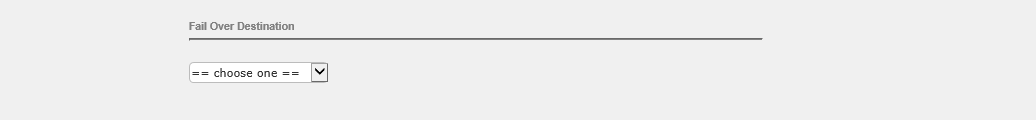 Fail Over Destination
== choose one ==